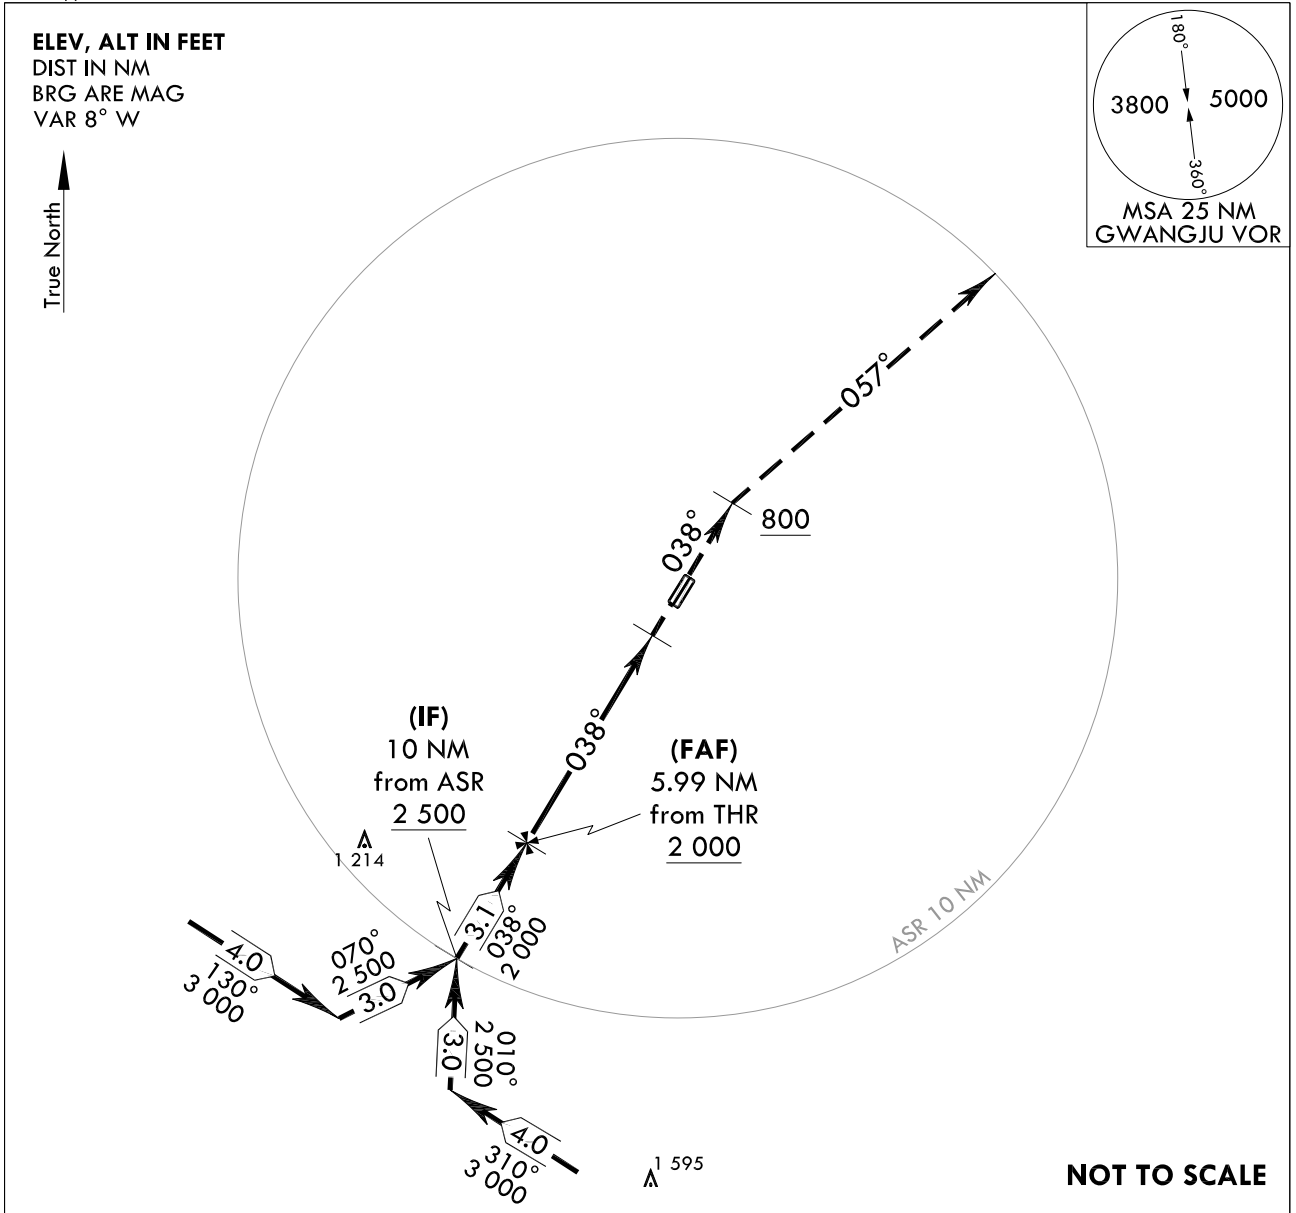 ELEV, ALT IN FEET
DIST IN NM
BRG ARE MAG
VAR 8° W
True North
180°
3800
5000
360°
MSA 25 NM
GWANGJU VOR
057°
800
038°
038°
(IF)
10 NM
from ASR
2 500
(FAF)
5.99 NM
from THR
2 000
1 214
ASR 10 NM
3.1
038°
2 000
4.0
130°
3 000
070°
2 500
3.0
3.0
010°
2 500
4.0
310°
3 000
1 595
NOT TO SCALE